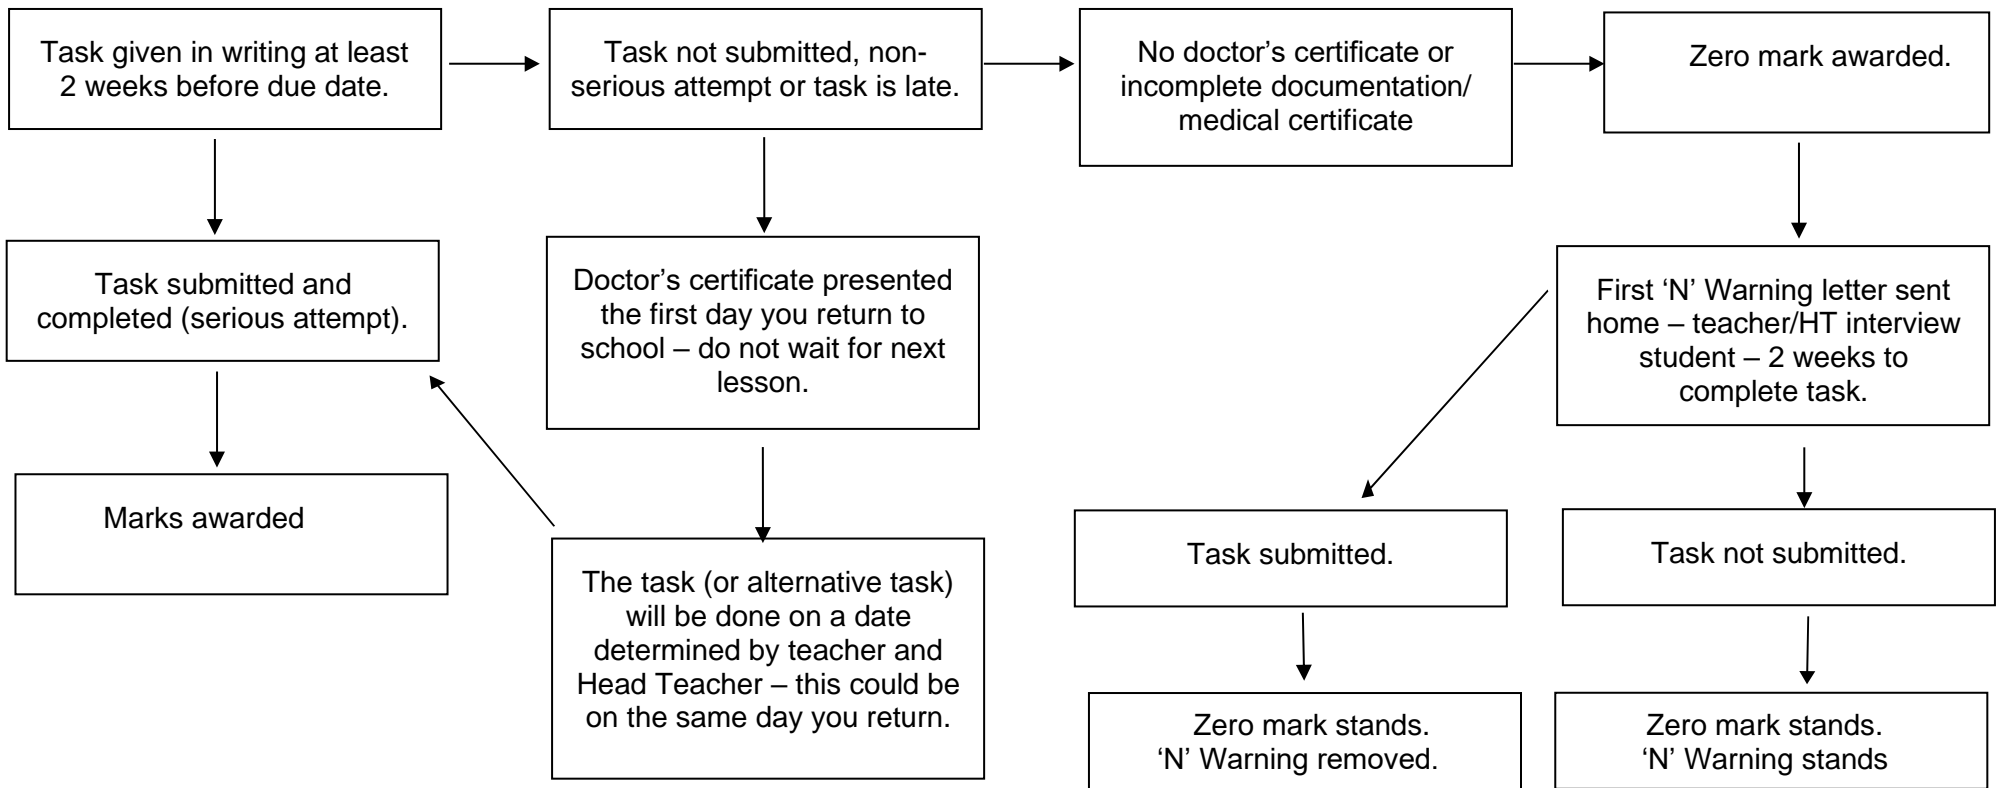 Task given in writing at least
2 weeks before due date.
Task not submitted, non-
serious attempt or task is late.
No doctor’s certificate or
incomplete documentation/
medical certificate
Zero mark awarded.
Task submitted and
completed (serious attempt).
Doctor’s certificate presented
the first day you return to
school – do not wait for next
lesson.
First ‘N’ Warning letter sent
home – teacher/HT interview
student – 2 weeks to
complete task.
Marks awarded
The task (or alternative task)
will be done on a date
determined by teacher and
Head Teacher – this could be
on the same day you return.
Task submitted.
Task not submitted.
Zero mark stands.
‘N’ Warning removed.
Zero mark stands.
‘N’ Warning stands